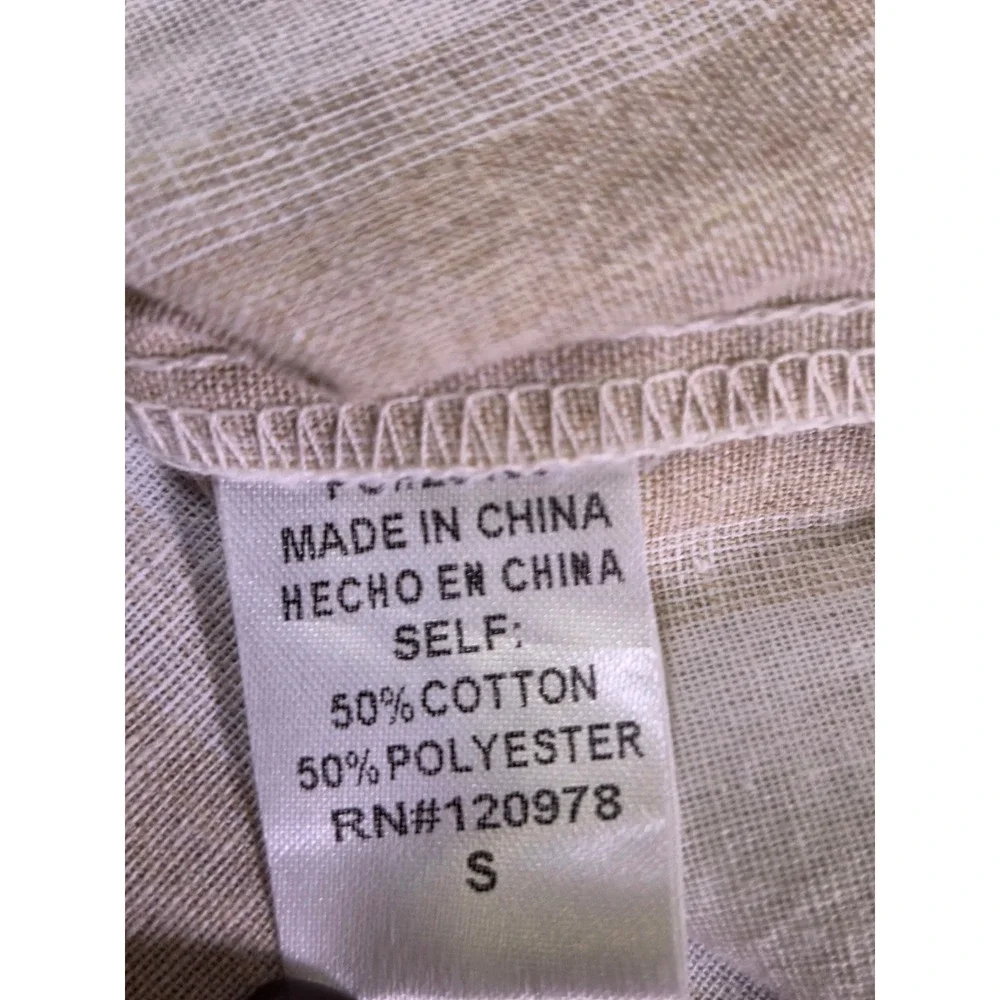 MADE IN CHINA
HECHO EN CHINA
SELF:
50% COTTON
50% POLYESTER
RN#120978
S